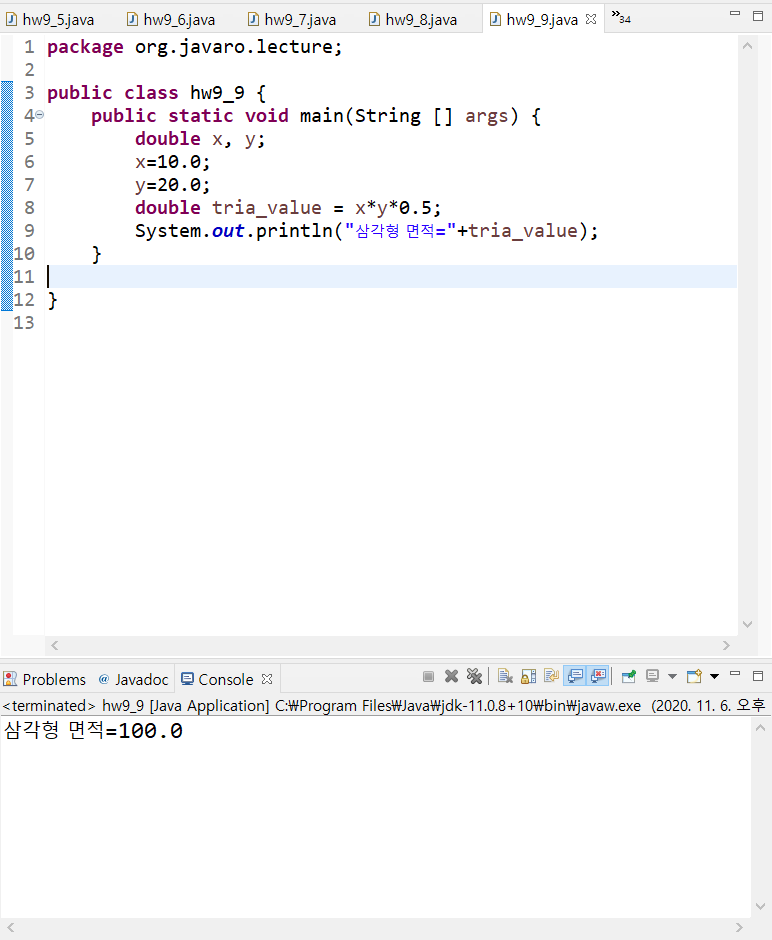 hw9_5.java hw9_6.java hw9_7.java hw9_8.java hw9_9.java »34
1 package org.javaro.lecture;
2
3 public class hw9_9 {
4 public static void main(String [] args) {
5 double x, y;
6 x=10.0;
7 y=20.0;
8 double tria_value = x*y*0.5;
9 System.out.println("삼각형 면적="+tria_value);
10 }
11
12 }
13
Problems @ Javadoc Console
<terminated> hw9_9 [Java Application] C:₩Program Files₩Java₩jdk-11.0.8+10₩bin₩javaw.exe (2020. 11. 6. 오후
삼각형 면적=100.0